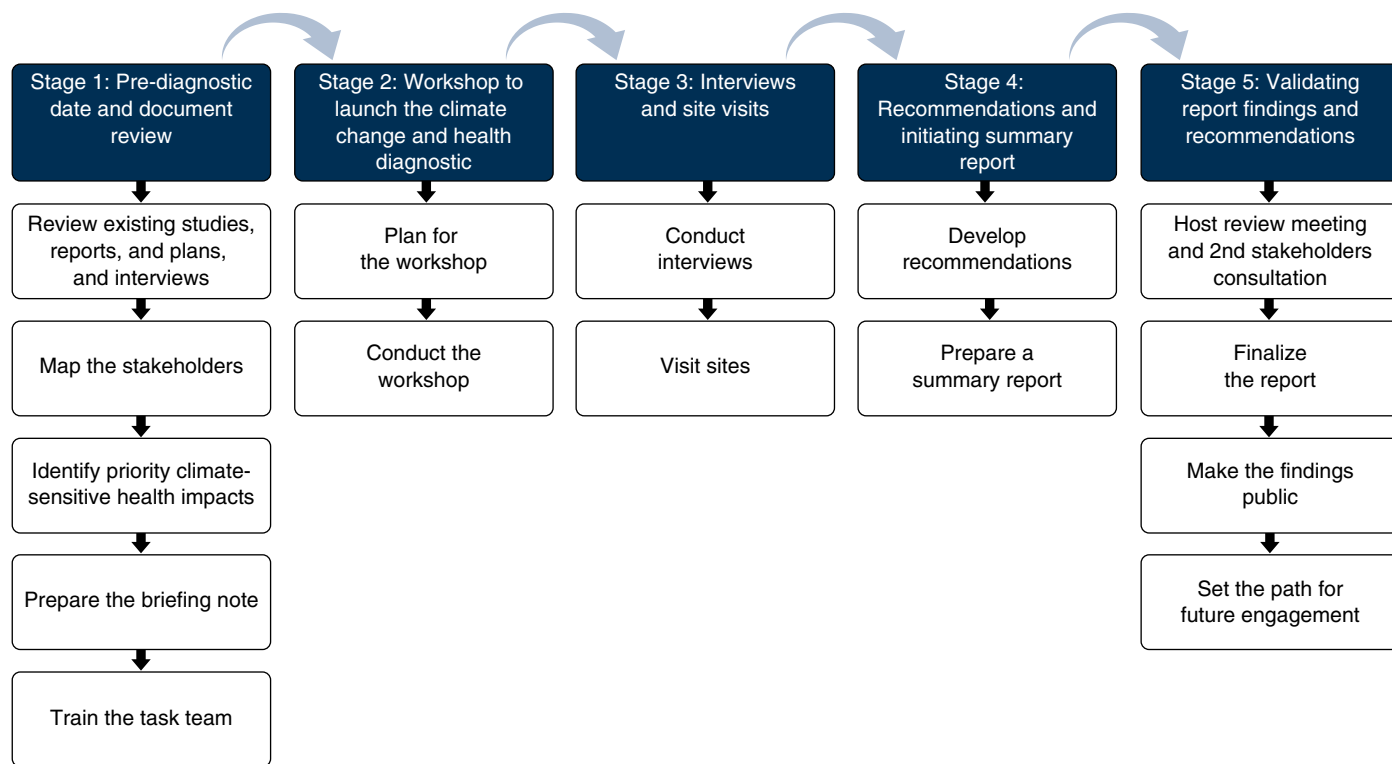 Stage 1: Pre-diagnostic
date and document
review
Review existing studies,
reports, and plans,
and interviews
Map the stakeholders
Identify priority climate-
sensitive health impacts
Prepare the briefing note
Train the task team
Stage 2: Workshop to
launch the climate
change and health
diagnostic
Plan for
the workshop
Conduct the
workshop
Stage 3: Interviews
and site visits
Conduct
interviews
Visit sites
Stage 4:
Recommendations and
initiating summary
report
Develop
recommendations
Prepare a
summary report
Stage 5: Validating
report findings and
recommendations
Host review meeting
and 2nd stakeholders
consultation
Finalize
the report
Make the findings
public
Set the path for
future engagement